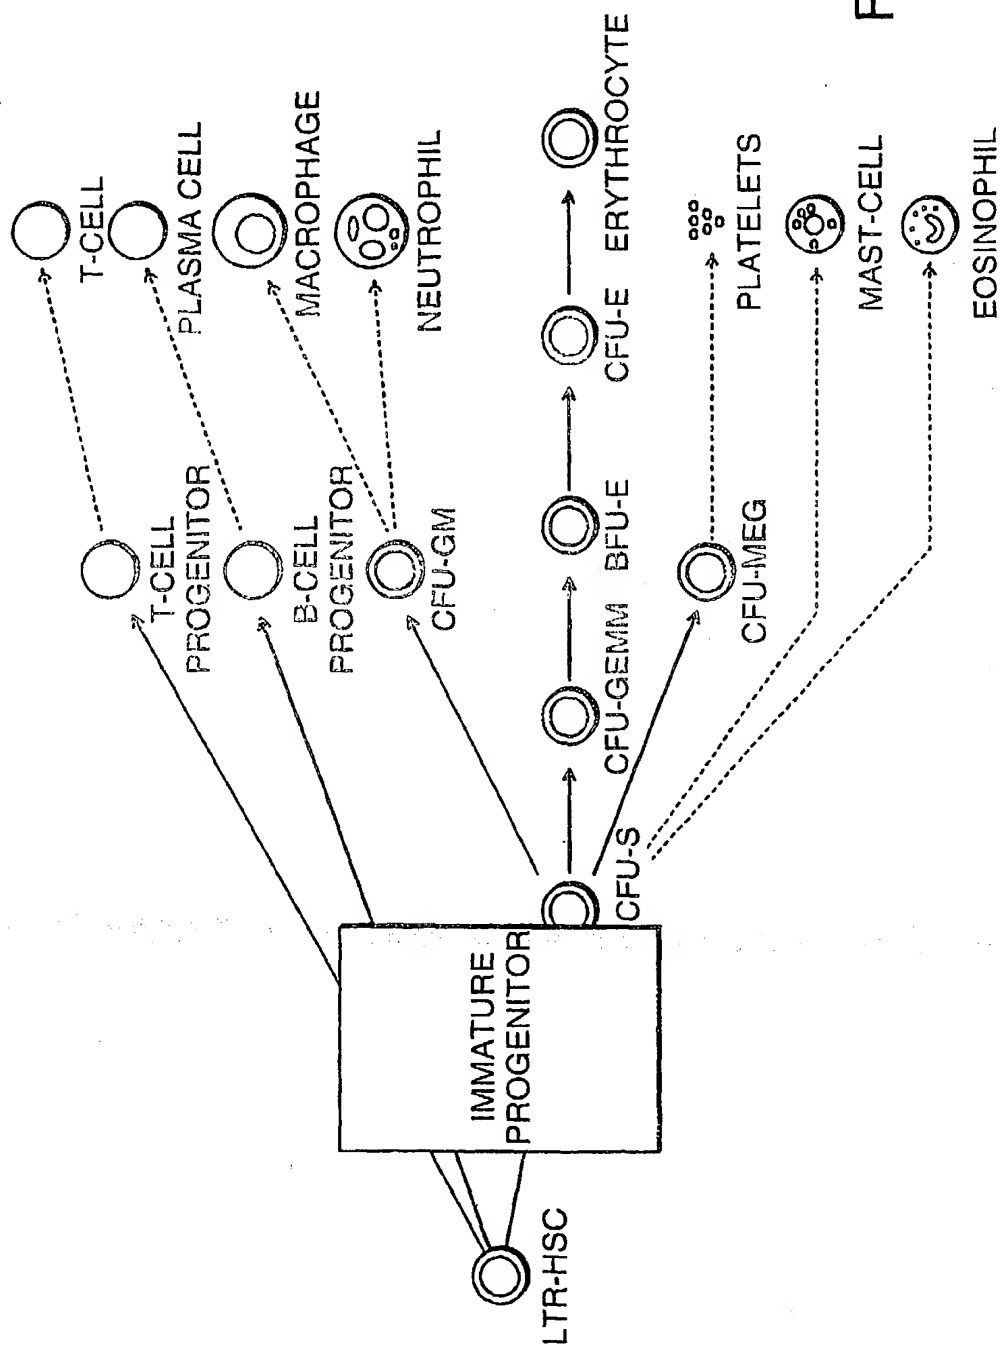 LTR-HSC
IMMATURE
PROGENITOR
CFU-S
T-CELL
PROGENITOR
B-CELL
PROGENITOR
CFU-GM
CFU-GEMM
BFU-E
CFU-E
ERYTHROCYTE
CFU-MEG
T-CELL
PLASMA CELL
MACROPHAGE
NEUTROPHIL
PLATELETS
MAST-CELL
EOSINOPHIL